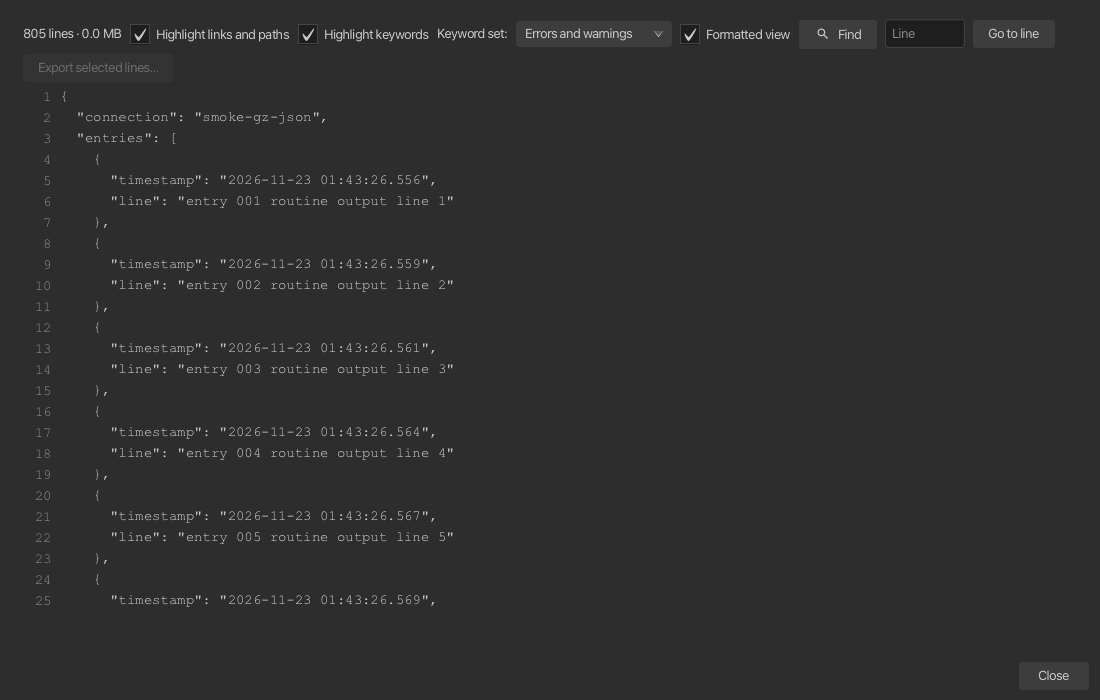 805 lines · 0.0 MB Highlight links and paths Highlight keywords Keyword set: Errors and warnings Formatted view Find Line Go to line
Export selected lines...
1 {
2 "connection": "smoke-gz-json",
3 "entries": [
4 {
5 "timestamp": "2026-11-23 01:43:26.556",
6 "line": "entry 001 routine output line 1"
7 },
8 {
9 "timestamp": "2026-11-23 01:43:26.559",
10 "line": "entry 002 routine output line 2"
11 },
12 {
13 "timestamp": "2026-11-23 01:43:26.561",
14 "line": "entry 003 routine output line 3"
15 },
16 {
17 "timestamp": "2026-11-23 01:43:26.564",
18 "line": "entry 004 routine output line 4"
19 },
20 {
21 "timestamp": "2026-11-23 01:43:26.567",
22 "line": "entry 005 routine output line 5"
23 },
24 {
25 "timestamp": "2026-11-23 01:43:26.569",
Close